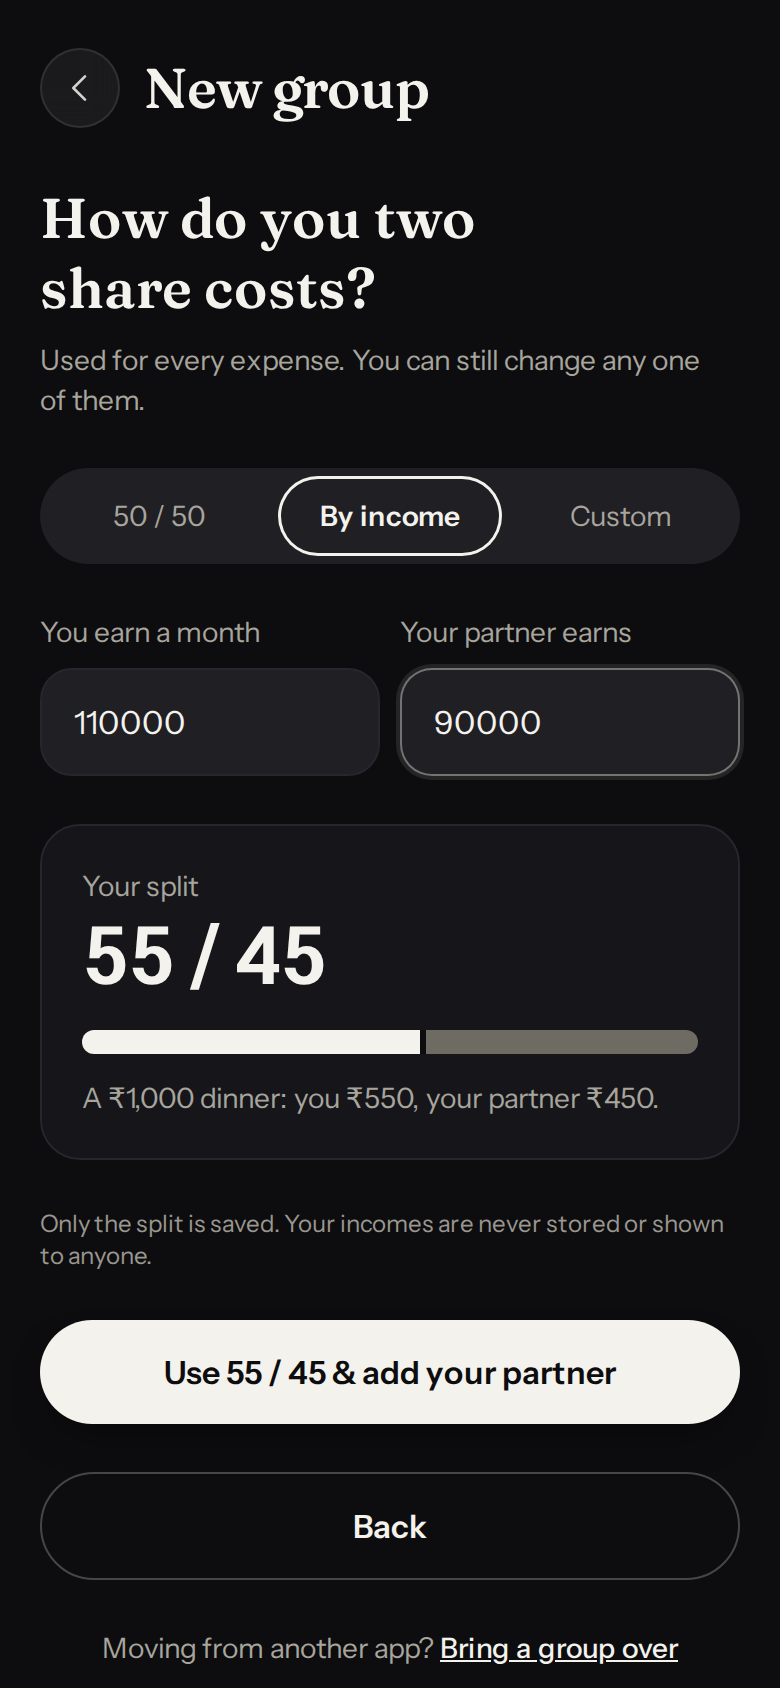 New group
How do you two
share costs?
Used for every expense. You can still change any one
of them.
50 / 50
By income
Custom
You earn a month
Your partner earns
110000
90000
Your split
55 / 45
A ₹1,000 dinner: you ₹550, your partner ₹450.
Only the split is saved. Your incomes are never stored or shown
to anyone.
Use 55 / 45 & add your partner
Back
Moving from another app? Bring a group over